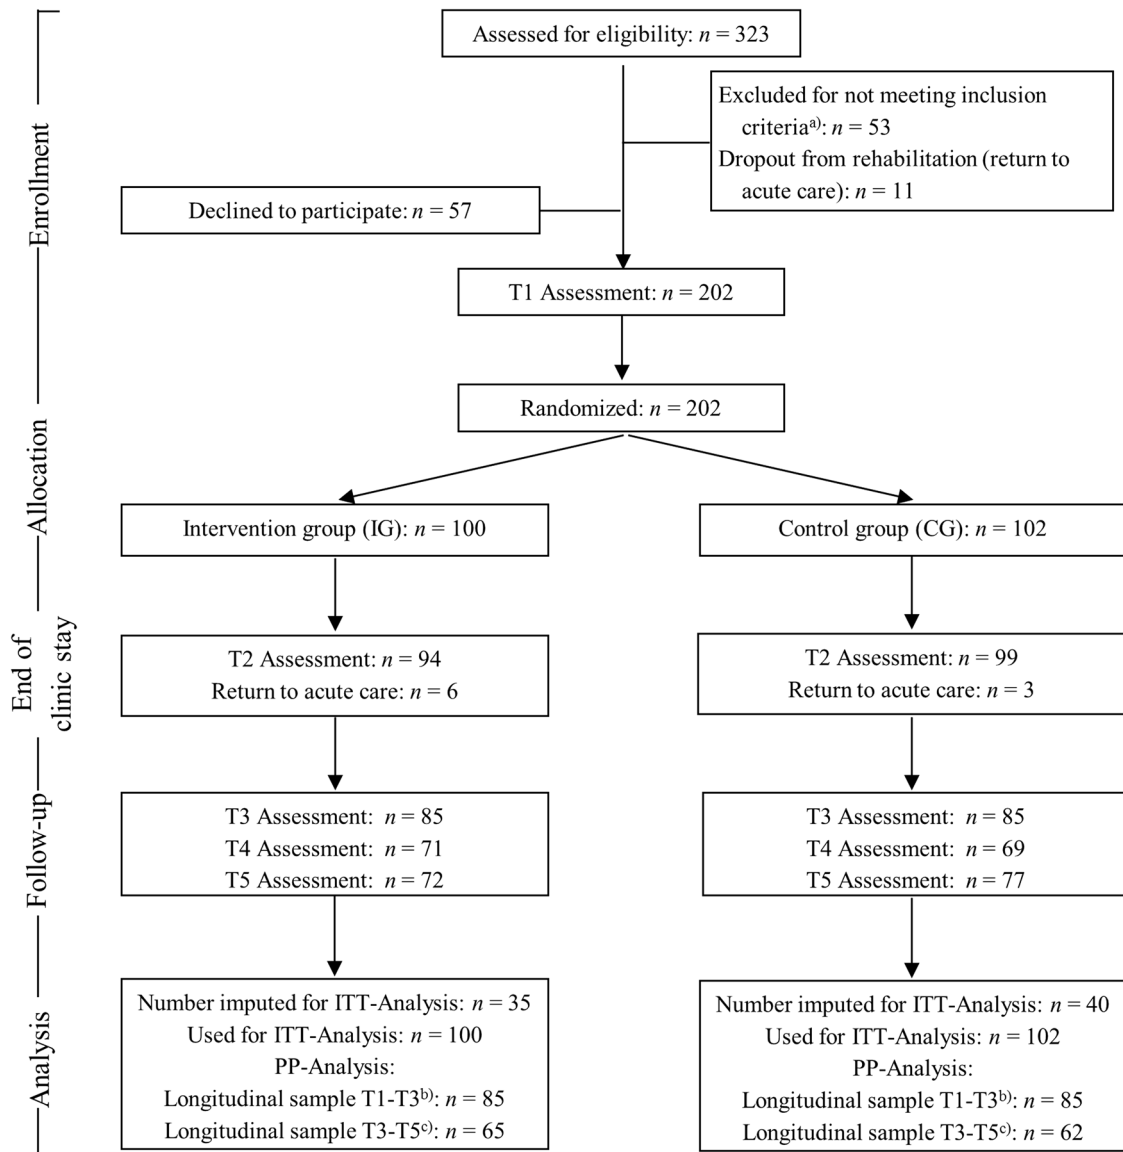 Assessed for eligibility: n = 323
Excluded for not meeting inclusion
criteriaa): n = 53
Dropout from rehabilitation (return to
acute care): n = 11
Enrollment
Declined to participate: n = 57
T1 Assessment: n = 202
Randomized: n = 202
Allocation
Intervention group (IG): n = 100
Control group (CG): n = 102
End of
clinic stay
T2 Assessment: n = 94
Return to acute care: n = 6
T2 Assessment: n = 99
Return to acute care: n = 3
Follow-up
T3 Assessment: n = 85
T4 Assessment: n = 71
T5 Assessment: n = 72
T3 Assessment: n = 85
T4 Assessment: n = 69
T5 Assessment: n = 77
Analysis
Number imputed for ITT-Analysis: n = 35
Used for ITT-Analysis: n = 100
PP-Analysis:
Longitudinal sample T1-T3b): n = 85
Longitudinal sample T3-T5c): n = 65
Number imputed for ITT-Analysis: n = 40
Used for ITT-Analysis: n = 102
PP-Analysis:
Longitudinal sample T1-T3b): n = 85
Longitudinal sample T3-T5c): n = 62